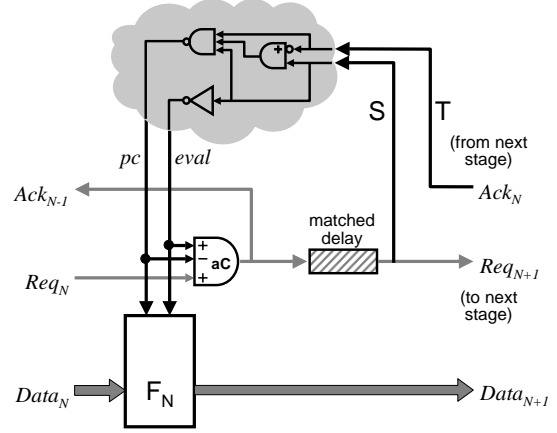 +
S
T
pc
eval
(from next
stage)
Ack_{N-1}
Ack_N
matched
delay
+
− aC
+
Req_N
Req_{N+1}
(to next
stage)
F_N
Data_N
Data_{N+1}